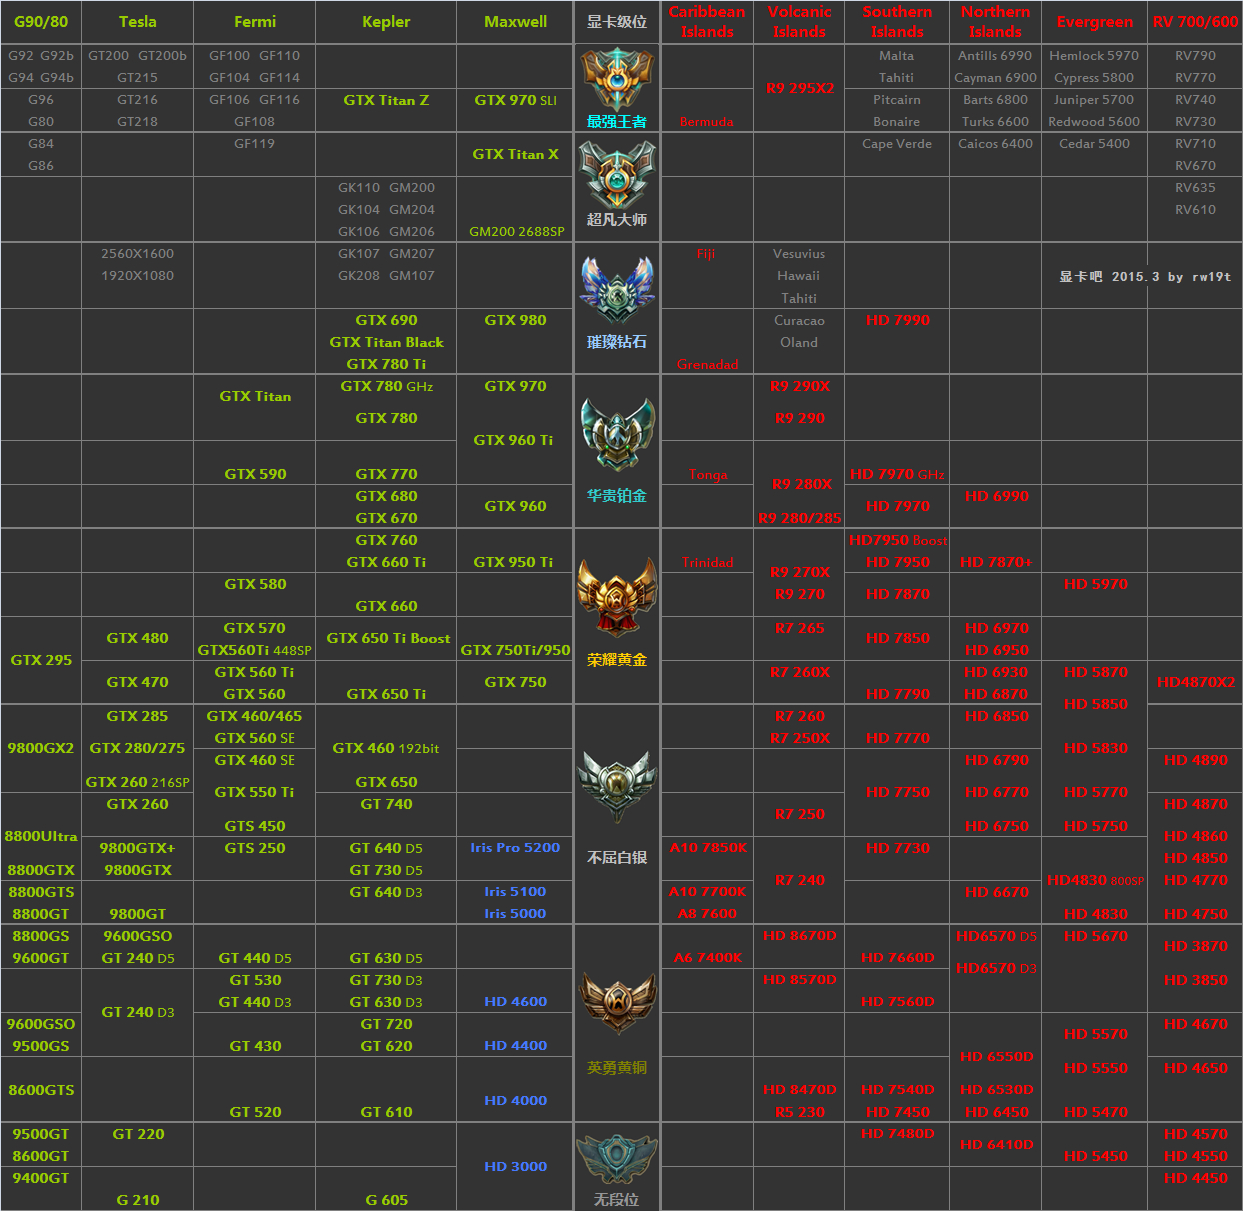 G90/80 Tesla Fermi Kepler Maxwell 显卡级位 Caribbean Islands Volcanic Islands Southern Islands Northern Islands Evergreen RV 700/600
G92 G92b GT200 GT200b GF100 GF110 Malta Antills 6990 Hemlock 5970 RV790
G94 G94b GT215 GF104 GF114 Tahiti Cayman 6900 Cypress 5800 RV770
R9 295X2
G96 GT216 GF106 GF116 GTX Titan Z GTX 970 SLI Pitcairn Barts 6800 Juniper 5700 RV740
G80 GT218 GF108 最强王者 Bermuda Bonaire Turks 6600 Redwood 5600 RV730
G84 GF119 Cape Verde Caicos 6400 Cedar 5400 RV710
GTX Titan X
G86 RV670
GK110 GM200 RV635
GK104 GM204 RV610
超凡大师
GK106 GM206 GM200 2688SP
2560X1600 GK107 GM207 Fiji Vesuvius
1920X1080 GK208 GM107 Hawaii 显卡吧 2015.3 by rw19t
Tahiti
GTX 690 GTX 980 Curacao HD 7990
GTX Titan Black 璀璨钻石 Oland
GTX 780 Ti Grenadad
GTX 780 GHz GTX 970 R9 290X
GTX Titan
GTX 780 R9 290
GTX 960 Ti
GTX 590 GTX 770 Tonga HD 7970 GHz
R9 280X
GTX 680 华贵铂金 HD 6990
GTX 960 HD 7970
GTX 670 R9 280/285
GTX 760 HD7950 Boost
GTX 660 Ti GTX 950 Ti Trinidad HD 7950 HD 7870+
R9 270X
GTX 580 HD 5970
R9 270 HD 7870
GTX 660
GTX 570 R7 265 HD 6970
GTX 480 GTX 650 Ti Boost HD 7850
GTX560Ti 448SP GTX 750Ti/950 HD 6950
GTX 295 荣耀黄金
GTX 560 Ti R7 260X HD 6930 HD 5870
GTX 470 GTX 750 HD4870X2
GTX 560 GTX 650 Ti HD 7790 HD 6870
HD 5850
GTX 285 GTX 460/465 R7 260 HD 6850
GTX 560 SE R7 250X HD 7770
9800GX2 GTX 280/275 GTX 460 192bit HD 5830
GTX 460 SE HD 6790 HD 4890
GTX 260 216SP GTX 650
GTX 550 Ti HD 7750 HD 6770 HD 5770
GTX 260 GT 740 HD 4870
R7 250
GTS 450 HD 6750 HD 5750
8800Ultra HD 4860
9800GTX+ GTS 250 GT 640 D5 Iris Pro 5200 A10 7850K HD 7730
不屈白银 HD 4850
8800GTX 9800GTX GT 730 D5
R7 240 HD4830 800SP HD 4770
8800GTS GT 640 D3 Iris 5100 A10 7700K HD 6670
8800GT 9800GT Iris 5000 A8 7600 HD 4830 HD 4750
8800GS 9600GSO HD 8670D HD6570 D5 HD 5670
HD 3870
9600GT GT 240 D5 GT 440 D5 GT 630 D5 A6 7400K HD 7660D
HD6570 D3
GT 530 GT 730 D3 HD 8570D HD 3850
GT 440 D3 GT 630 D3 HD 4600 HD 7560D
GT 240 D3
9600GSO GT 720 HD 4670
HD 5570
9500GS GT 430 GT 620 HD 4400
HD 6550D
英勇黄铜 HD 5550 HD 4650
8600GTS HD 8470D HD 7540D HD 6530D
HD 4000
GT 520 GT 610 R5 230 HD 7450 HD 6450 HD 5470
9500GT GT 220 HD 7480D HD 4570
HD 6410D
8600GT HD 5450 HD 4550
HD 3000
9400GT HD 4450
G 210 G 605 无段位